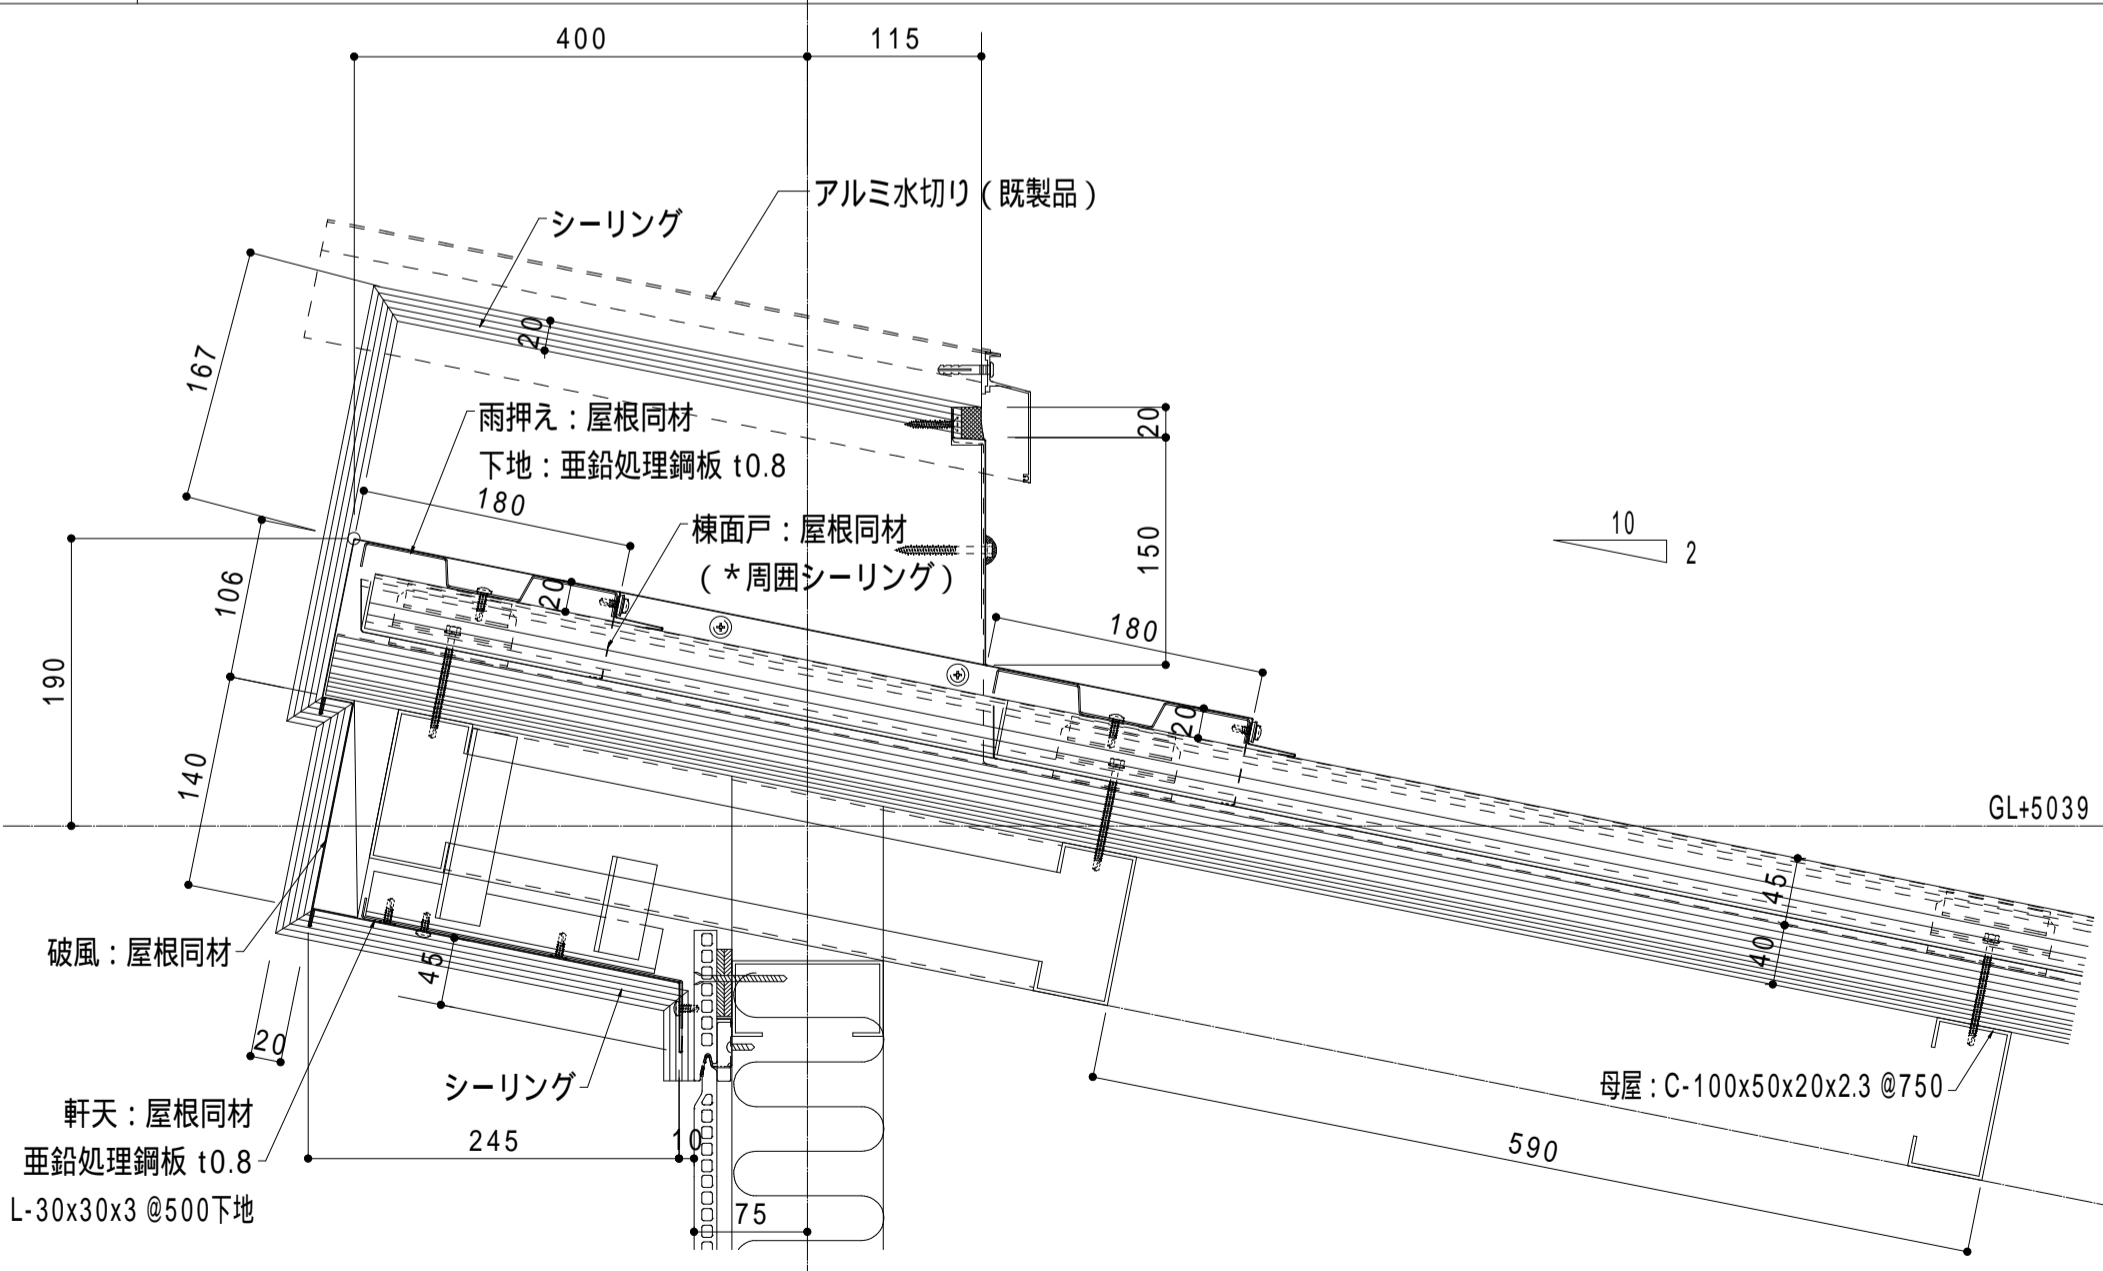 400
115
アルミ水切り(既製品)
シーリング
20
167
雨押え:屋根同材
下地:亜鉛処理鋼板 t0.8
20
180
棟面戸:屋根同材
(*周囲シーリング)
150
10
2
106
20
180
190
20
140
GL+5039
45
40
破風:屋根同材
45
20
シーリング
母屋:C-100x50x20x2.3 @750
軒天:屋根同材
亜鉛処理鋼板 t0.8
L-30x30x3 @500下地
245
10
590
75